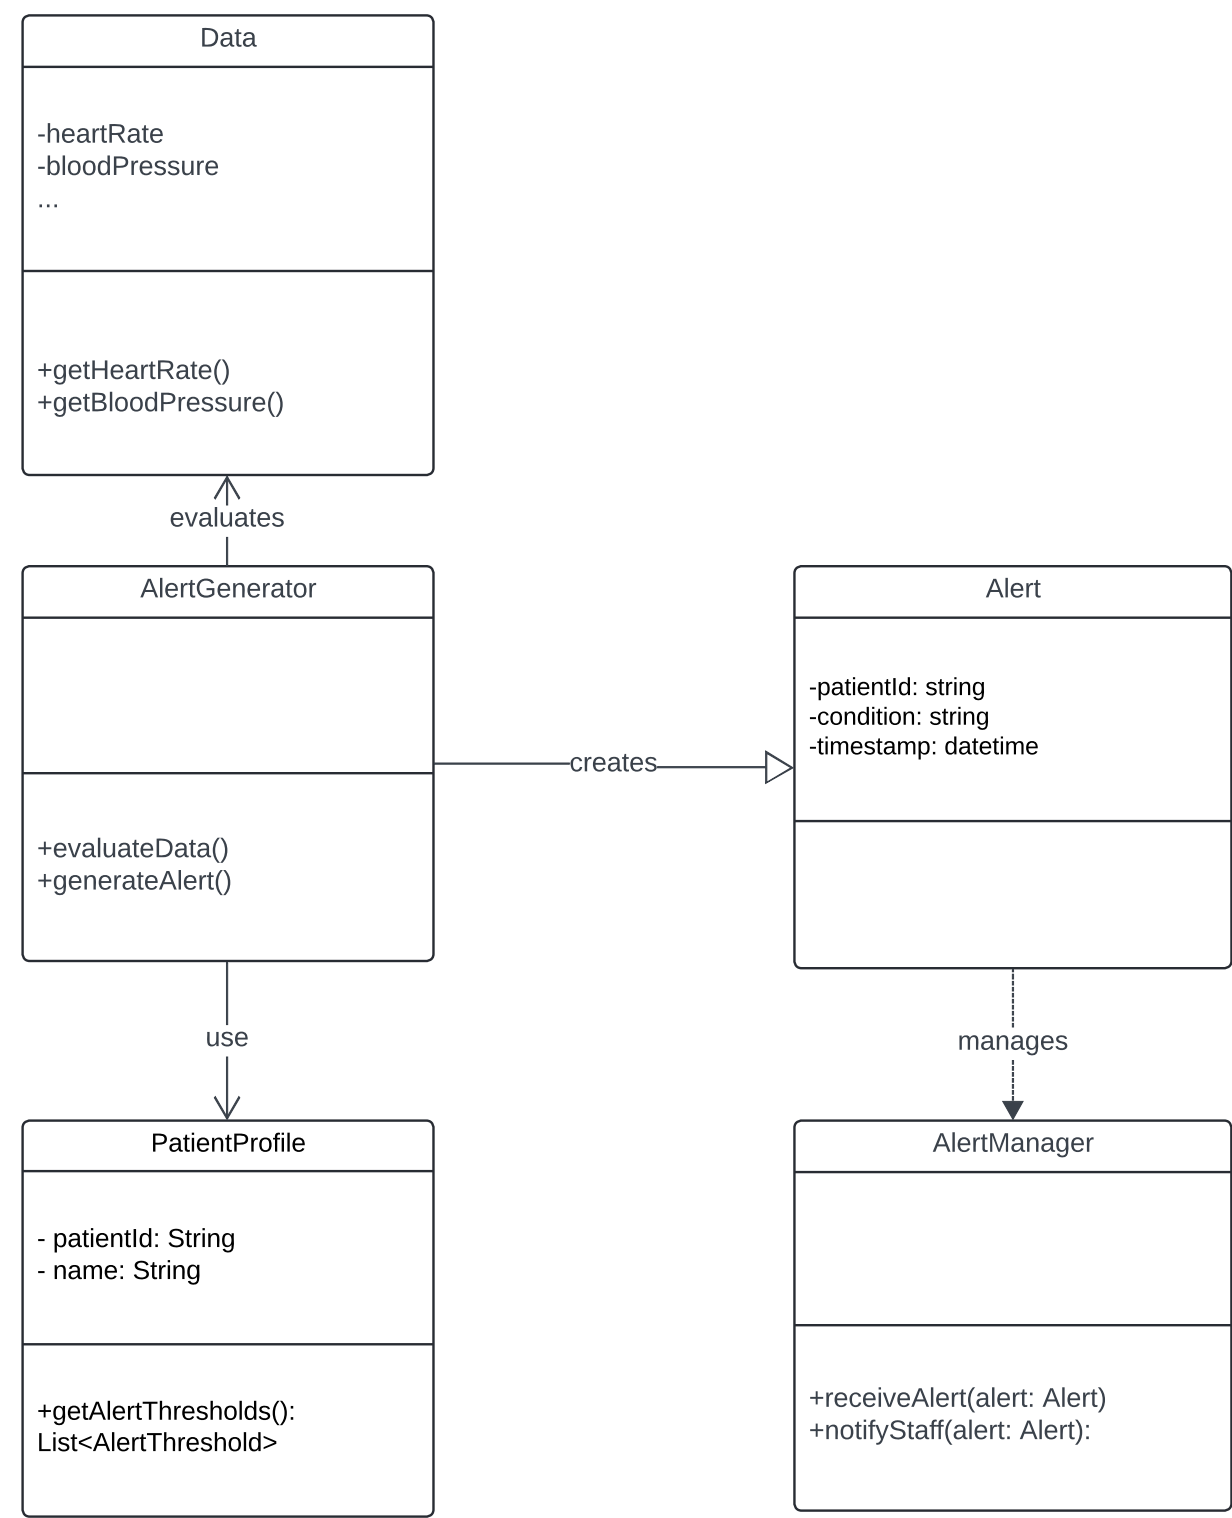 Data
-heartRate
-bloodPressure
...
+getHeartRate()
+getBloodPressure()
evaluates
AlertGenerator
+evaluateData()
+generateAlert()
creates
Alert
-patientId: string
-condition: string
-timestamp: datetime
use
manages
PatientProfile
- patientId: String
- name: String
+getAlertThresholds():
List<AlertThreshold>
AlertManager
+receiveAlert(alert: Alert)
+notifyStaff(alert: Alert):